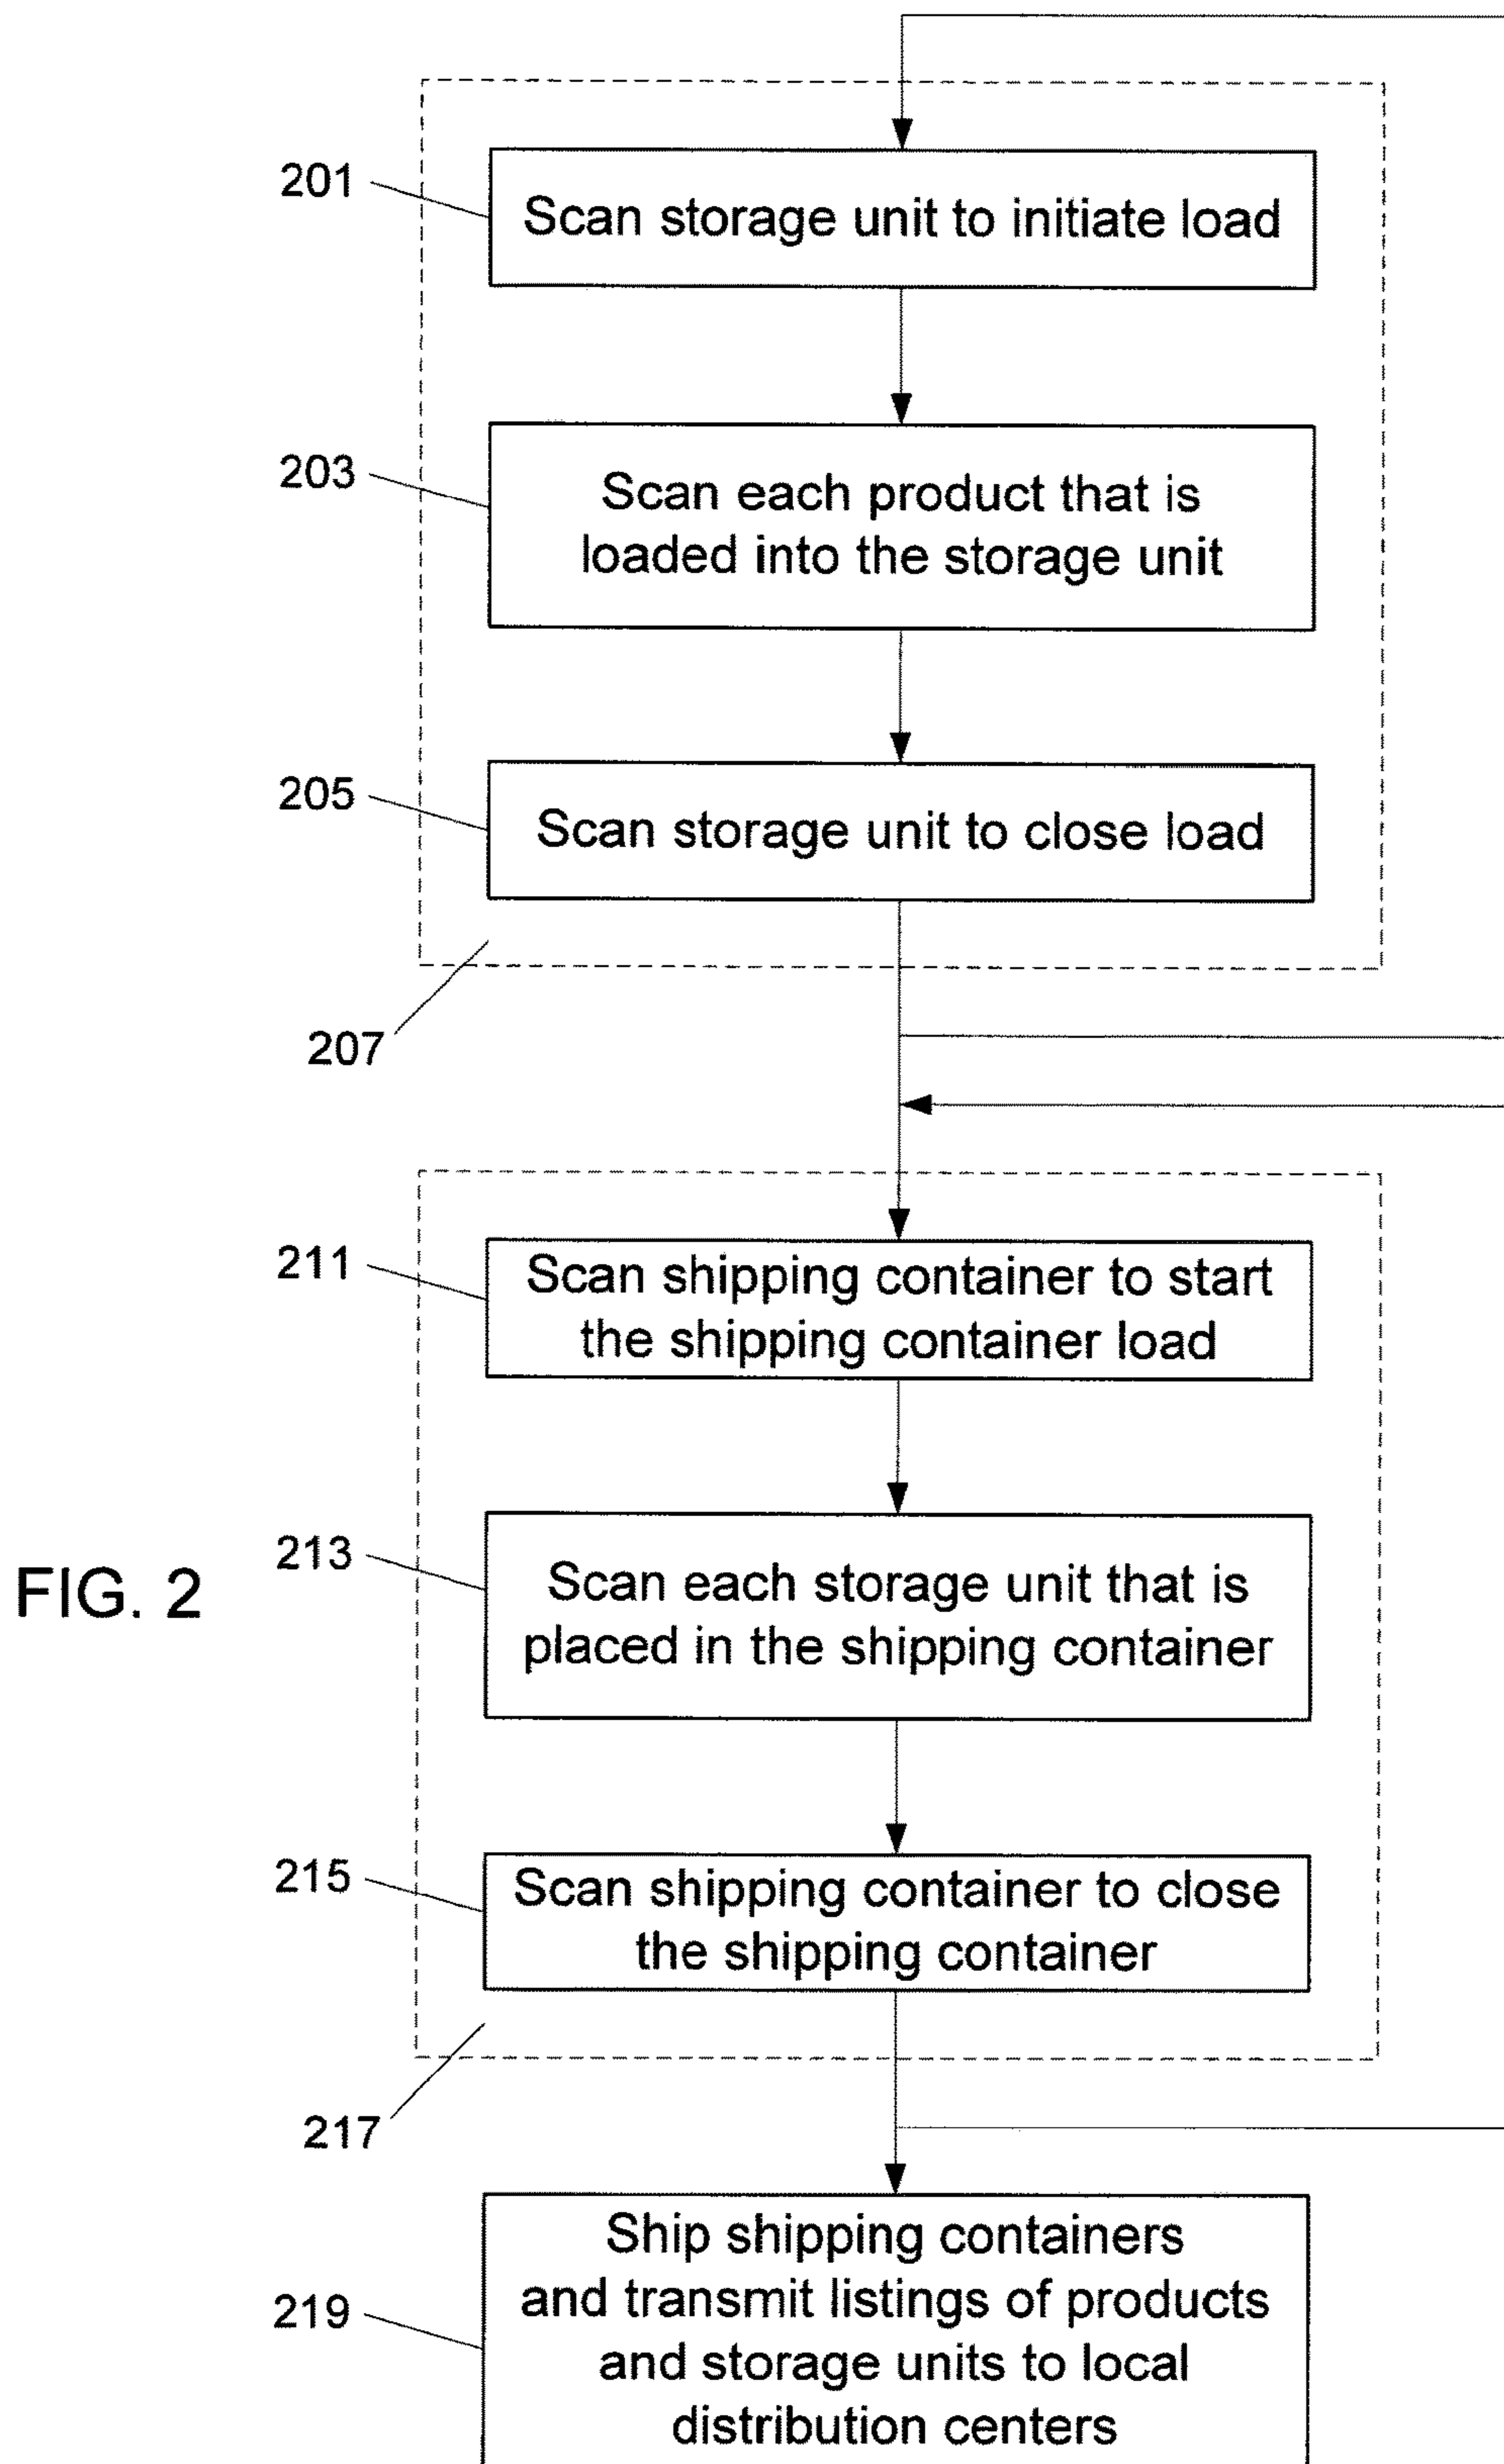 201
Scan storage unit to initiate load
203
Scan each product that is
loaded into the storage unit
205
Scan storage unit to close load
207
211
Scan shipping container to start
the shipping container load
FIG. 2
213
Scan each storage unit that is
placed in the shipping container
215
Scan shipping container to close
the shipping container
217
219
Ship shipping containers
and transmit listings of products
and storage units to local
distribution centers